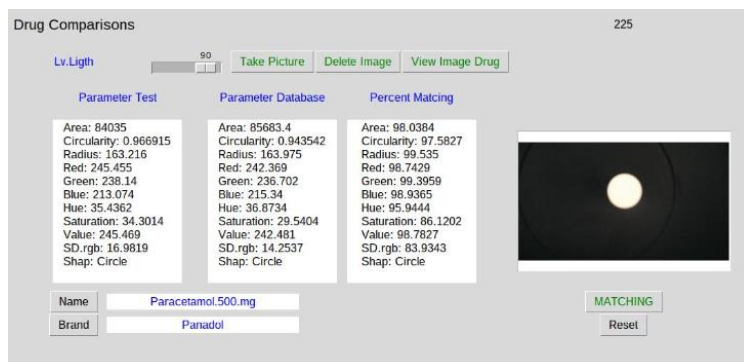 Drug Comparisons
225
Lv.Ligth
90
Take Picture
Delete Image
View Image Drug
Parameter Test
Area: 84035
Circularity: 0.966915
Radius: 163.216
Red: 245.455
Green: 238.14
Blue: 213.074
Hue: 35.4362
Saturation: 34.3014
Value: 245.469
SD.rgb: 16.9819
Shap: Circle
Parameter Database
Area: 85683.4
Circularity: 0.943542
Radius: 163.975
Red: 242.369
Green: 236.702
Blue: 215.34
Hue: 36.8734
Saturation: 29.5404
Value: 242.481
SD.rgb: 14.2537
Shap: Circle
Percent Matcing
Area: 98.0384
Circularity: 97.5827
Radius: 99.535
Red: 98.7429
Green: 99.3959
Blue: 98.9365
Hue: 95.9444
Saturation: 86.1202
Value: 98.7827
SD.rgb: 83.9343
Shap: Circle
Name
Paracetamol.500.mg
Brand
Panadol
MATCHING
Reset